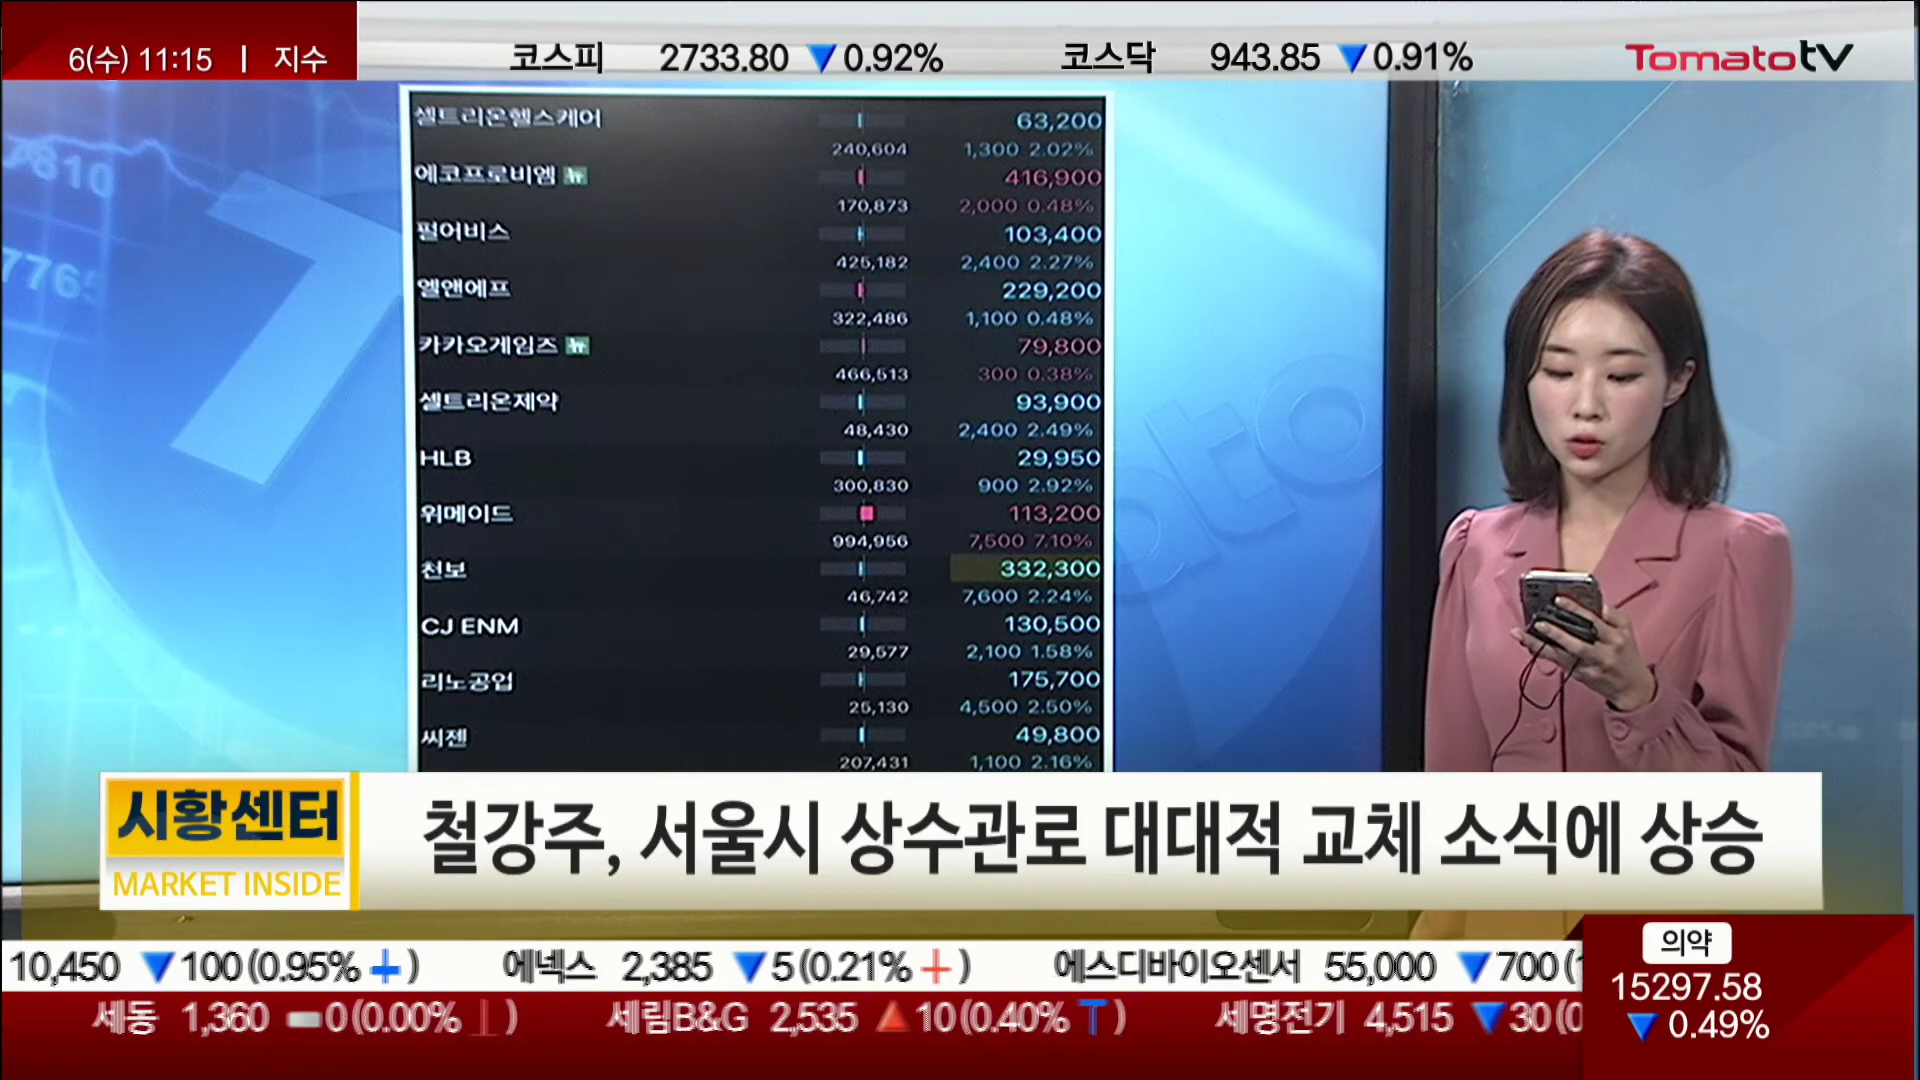 6(수) 11:15 | 지수
코스피 2733.80 ▼0.92%
코스닥 943.85 ▼0.91%
Tomatotv
7810
7765
셀트리온헬스케어 63,200
240,604 1,300 2.02%
에코프로비엠 뉴 416,900
170,873 2,000 0.48%
펄어비스 103,400
425,182 2,400 2.27%
엘앤에프 229,200
322,486 1,100 0.48%
카카오게임즈 뉴 79,800
466,513 300 0.38%
셀트리온제약 93,900
48,430 2,400 2.49%
HLB 29,950
300,830 900 2.92%
위메이드 113,200
994,956 7,500 7.10%
천보 332,300
46,742 7,600 2.24%
CJ ENM 130,500
29,577 2,100 1.58%
리노공업 175,700
25,130 4,500 2.50%
씨젠 49,800
207,431 1,100 2.16%
시황센터
MARKET INSIDE
철강주, 서울시 상수관로 대대적 교체 소식에 상승
10,450 ▼100(0.95% ) 에넥스 2,385 ▼5(0.21% ) 에스디바이오센서 55,000 ▼700(
세동 1,360 0(0.00% ) 세림B&G 2,535 ▲10(0.40% ) 세명전기 4,515 ▼30(0
의약
15297.58
▼0.49%